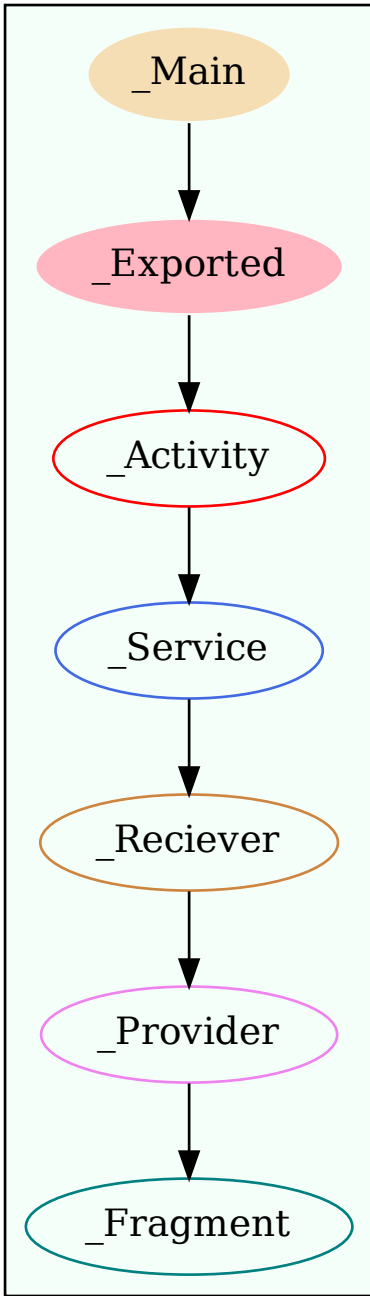 _Main
_Exported
_Activity
_Service
_Reciever
_Provider
_Fragment